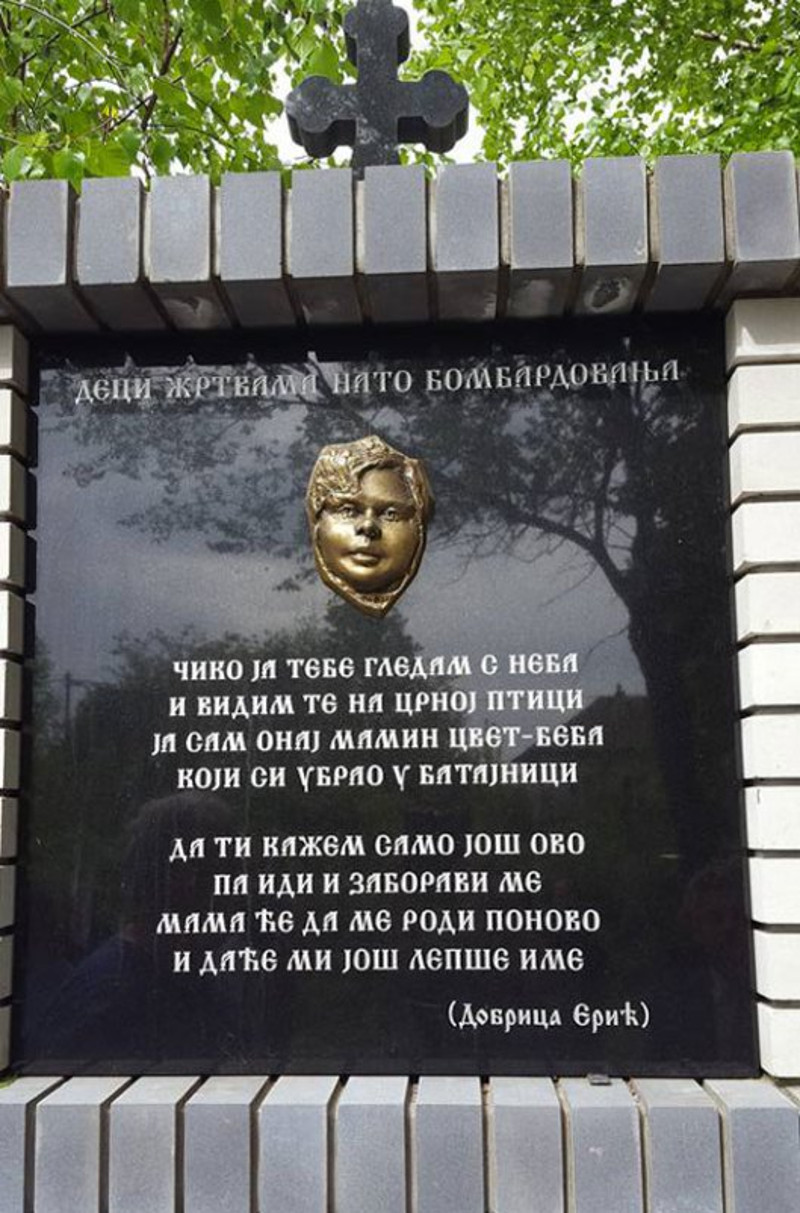 ДЕЦИ ЖРТВАМА НАТО БОМБАРДОВАЊА
ЧИКО ЈА ТЕБЕ ГЛЕДАМ С НЕБА
И ВИДИМ ТЕ НА ЦРНОЈ ПТИЦИ
ЈА САМ ОНАЈ МАМИН ЦВЕТ-БЕБА
КОЈИ СИ УБРАО У БАТАЈНИЦИ
ДА ТИ КАЖЕМ САМО ЈОШ ОВО
ПА ИДИ И ЗАБОРАВИ МЕ
МАМА ЋЕ ДА МЕ РОДИ ПОНОВО
И ДАЋЕ МИ ЈОШ ЛЕПШЕ ИМЕ
(Добрица Ерић)